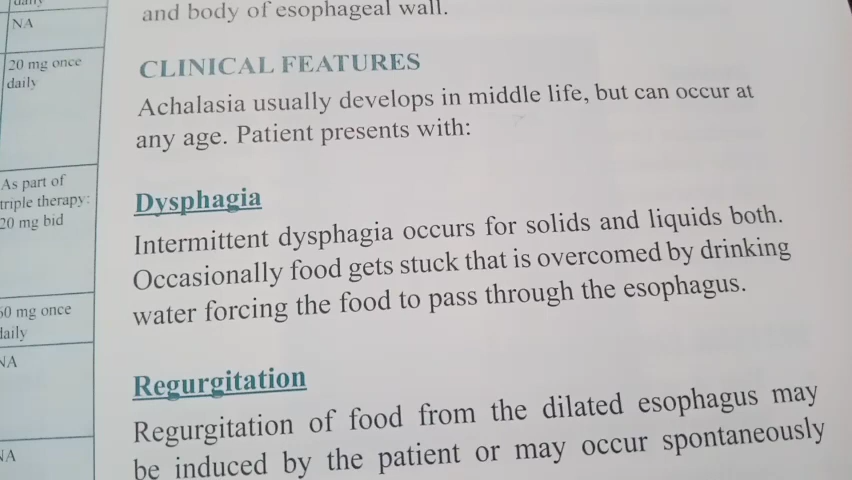 NA
20 mg once
daily
As part of
triple therapy:
20 mg bid
mg once
NA
and body of esophageal wall.
CLINICAL FEATURES
Achalasia usually develops in middle life, but can occur at
any age. Patient presents with:
Dysphagia
Intermittent dysphagia occurs for solids and liquids both.
Occasionally food gets stuck that is overcomed by drinking
water forcing the food to pass through the esophagus.
Regurgitation
Regurgitation of food from the dilated esophagus may
be induced by the patient or may occur spontaneously